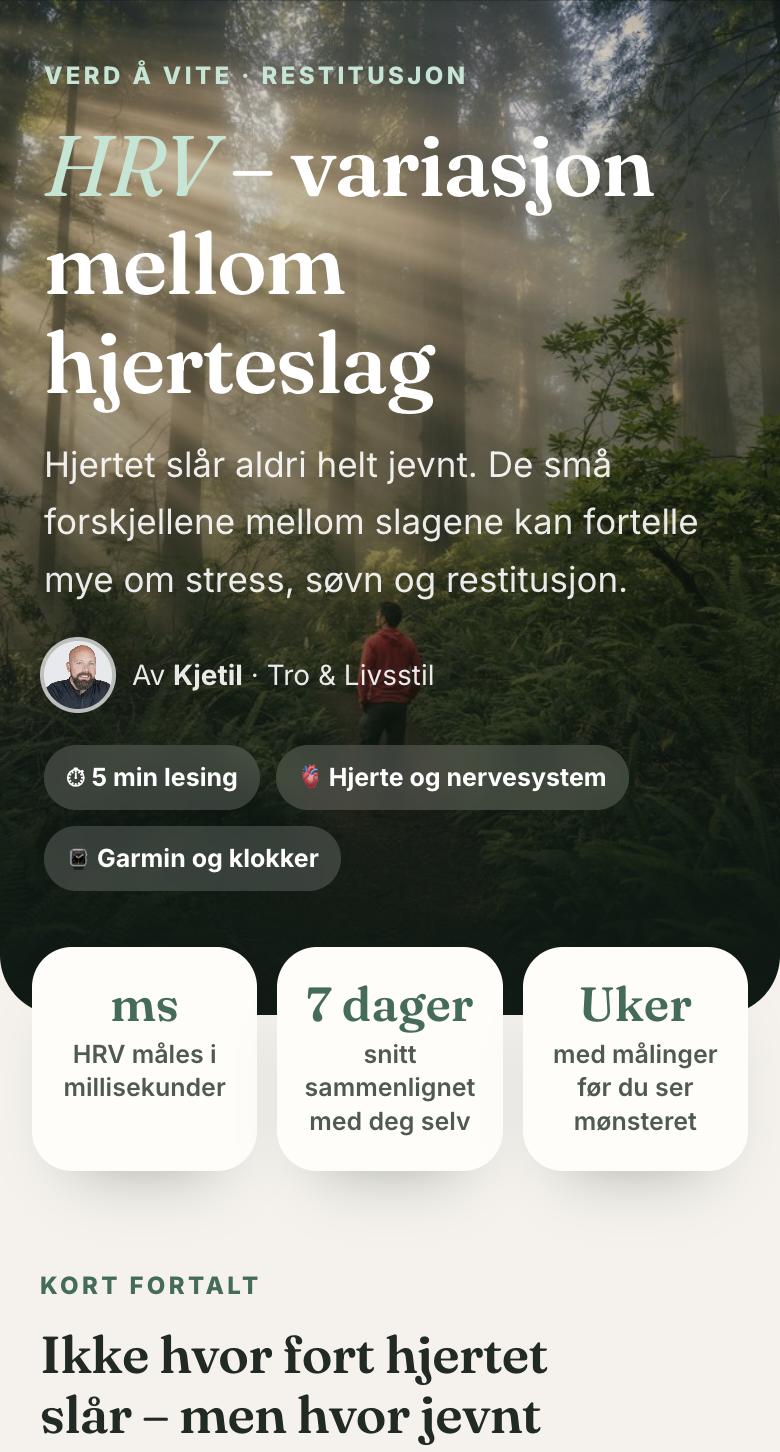 VERD Å VITE · RESTITUSJON
HRV – variasjon
mellom
hjerteslag
Hjertet slår aldri helt jevnt. De små
forskjellene mellom slagene kan fortelle
mye om stress, søvn og restitusjon.
Av Kjetil · Tro & Livsstil
⏱ 5 min lesing
🫀 Hjerte og nervesystem
⌚ Garmin og klokker
ms
HRV måles i
millisekunder
7 dager
snitt
sammenlignet
med deg selv
Uker
med målinger
før du ser
mønsteret
KORT FORTALT
Ikke hvor fort hjertet
slår – men hvor jevnt